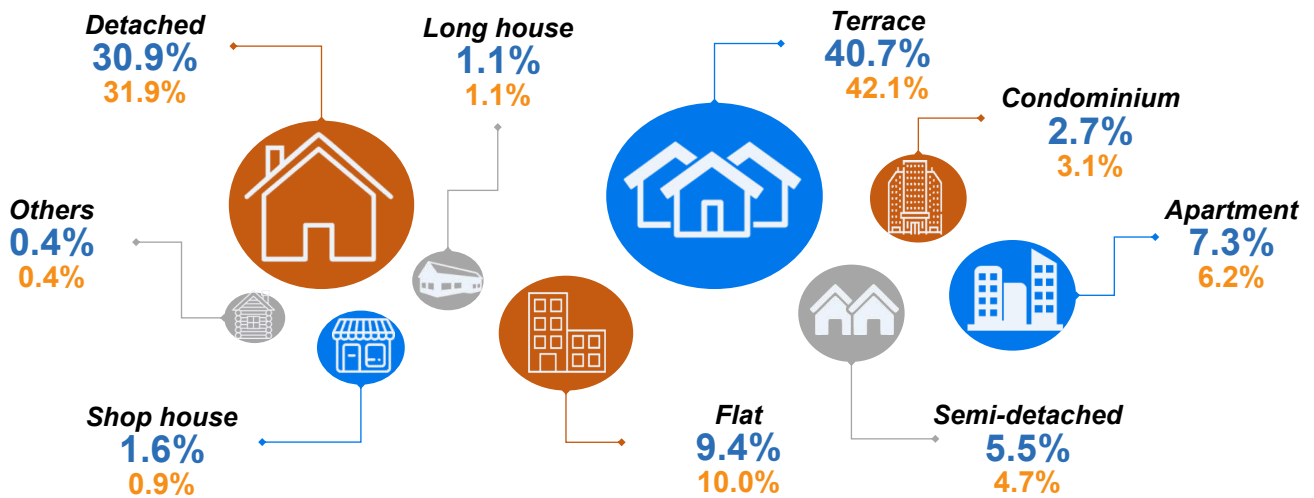 Detached
30.9%
31.9%
Long house
1.1%
1.1%
Terrace
40.7%
42.1%
Condominium
2.7%
3.1%
Others
0.4%
0.4%
Apartment
7.3%
6.2%
Shop house
1.6%
0.9%
Flat
9.4%
10.0%
Semi-detached
5.5%
4.7%